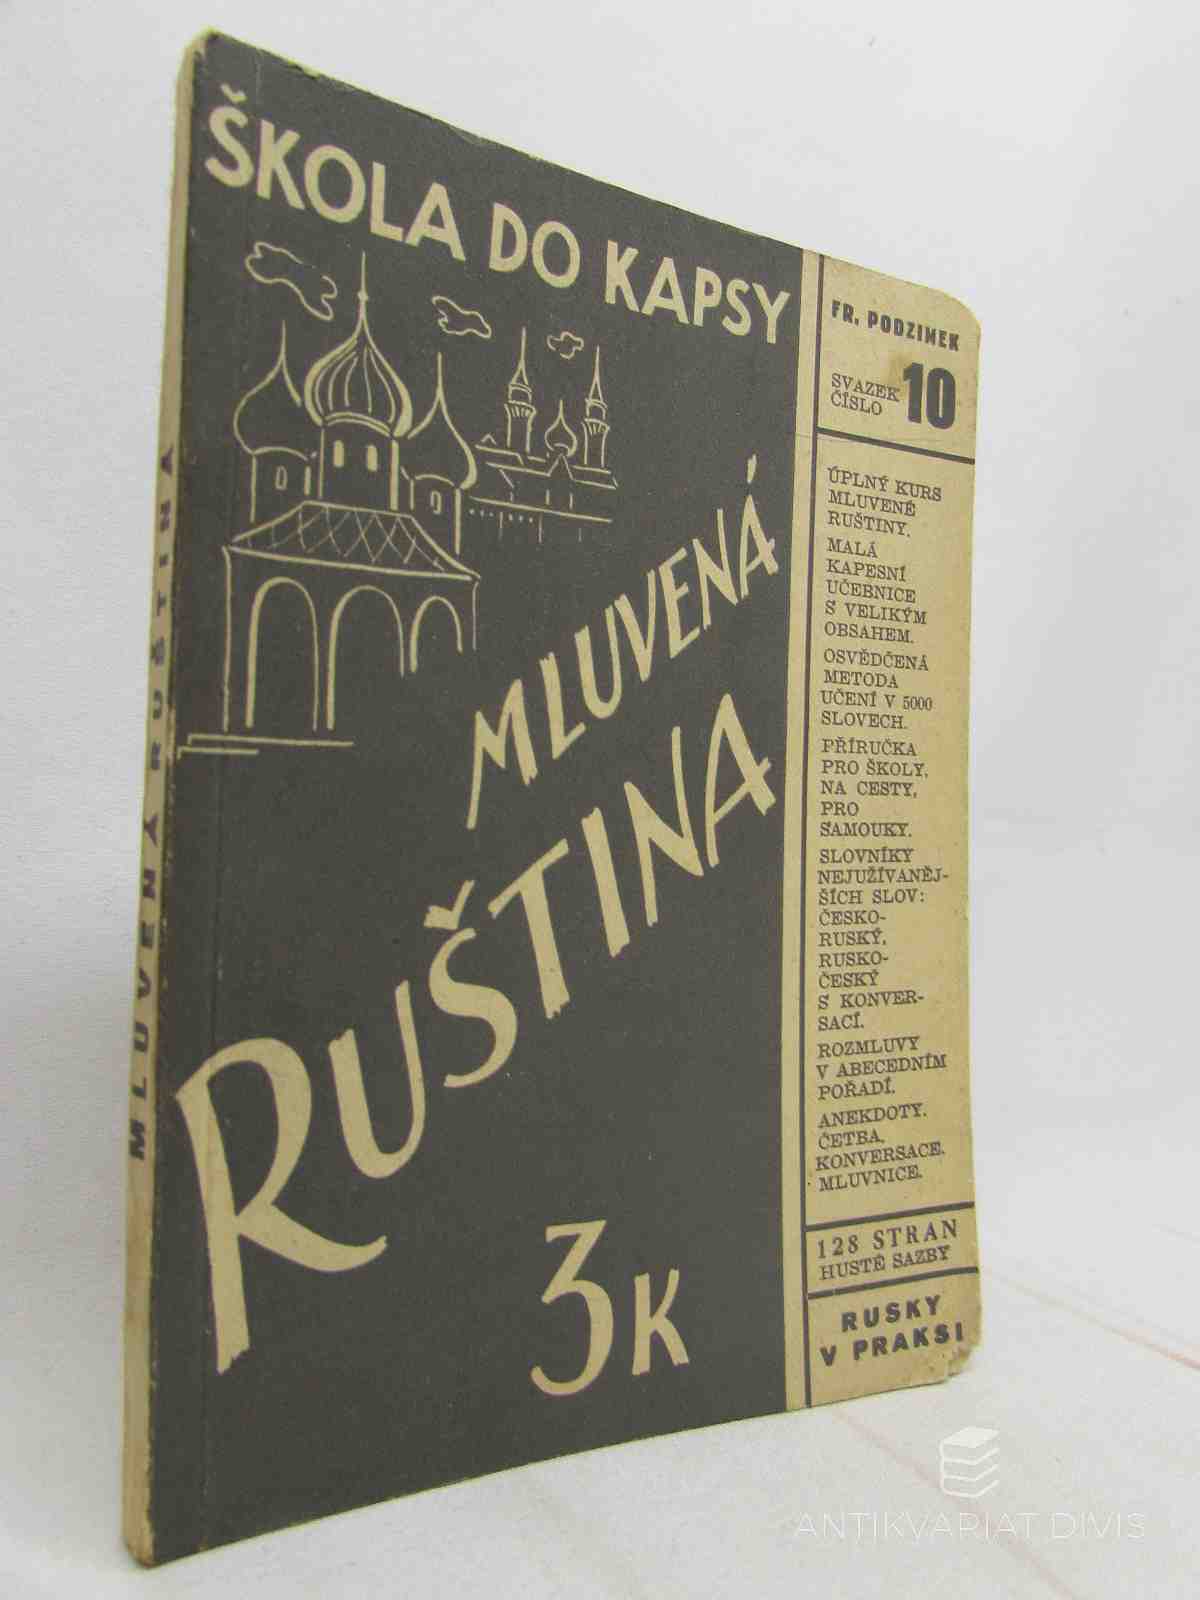 ŠKOLA DO KAPSY
MLUVENÁ
RUŠTINA
3K
FR. PODZIMEK
SVAZEK
ČÍSLO 10
ÚPLNÝ KURS
MLUVENÉ
RUŠTINY.
MALÁ
KAPESNÍ
UČEBNICE
S VELIKÝM
OBSAHEM.
OSVĚDČENÁ
METODA
UČENÍ V 5000
SLOVECH.
PŘÍRUČKA
PRO ŠKOLY,
NA CESTY,
PRO
SAMOUKY.
SLOVNÍKY
NEJUŽÍVANĚJ-
ŠÍCH SLOV:
ČESKO-
RUSKÝ,
RUSKO-
ČESKÝ
S KONVER-
SACÍ.
ROZMLUVY
V ABECEDNÍM
POŘADÍ.
ANEKDOTY.
ČETBA.
KONVERSACE.
MLUVNICE.
128 STRAN
HUSTÉ SAZBY
RUSKY
V PRAKSI
MLUVENÁ RUŠTINA
ANTIKVARIAT DIVIS